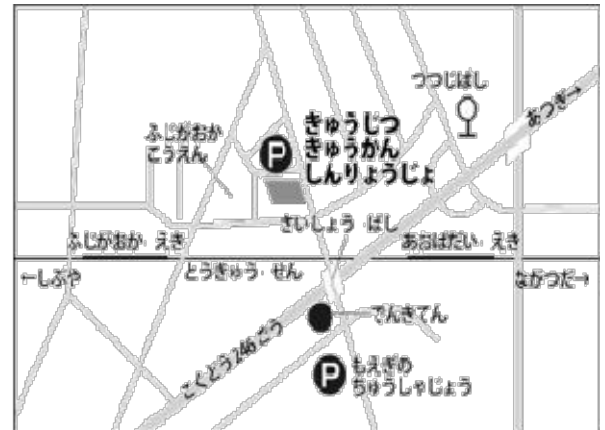 つつじばし
あつぎ→
きゅうじつ
きゅうかん
しんりょうじょ
ふじがおか
こうえん
P
さいしょう ばし
ふじがおか えき
あおばだい えき
←しぶや
とうきゅう せん
ながつだ→
でんきてん
こくどう246ごう
P
もえぎの
ちゅうしゃじょう